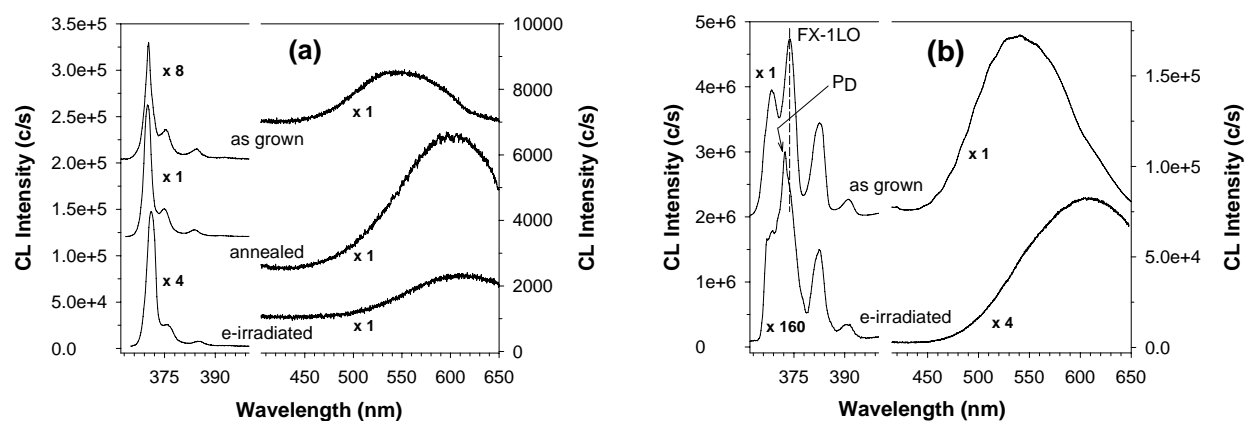 (a)
3.5e+5
3.0e+5
2.5e+5
2.0e+5
1.5e+5
1.0e+5
5.0e+4
0.0
CL Intensity (c/s)
x 8
x 1
as grown
x 1
annealed
x 1
x 4
e-irradiated
x 1
10000
8000
6000
4000
2000
0
CL Intensity (c/s)
375 390 450 500 550 600 650
Wavelength (nm)
(b)
5e+6
4e+6
3e+6
2e+6
1e+6
0
CL Intensity (c/s)
FX-1LO
x 1
PD
as grown
x 1
x 160
e-irradiated
x 4
1.5e+5
1.0e+5
5.0e+4
0.0
CL Intensity (c/s)
375 390 450 500 550 600 650
Wavelength (nm)